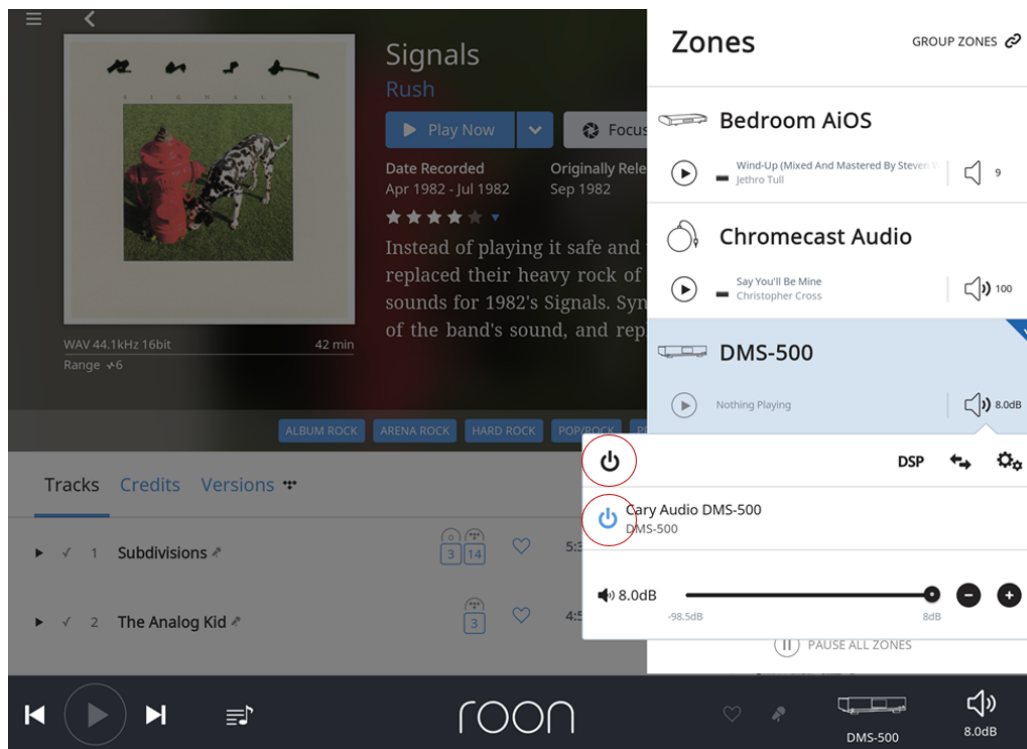 S I G N A L S
Signals
Rush
Play Now
Focus
Date Recorded
Originally Rele
Apr 1982 - Jul 1982
Sep 1982
Instead of playing it safe and
replaced their heavy rock of
sounds for 1982's Signals. Syn
of the band's sound, and repl
WAV 44.1kHz 16bit
42 min
Range 6
ALBUM ROCK
ARENA ROCK
HARD ROCK
POP/ROCK
Tracks
Credits
Versions
1 Subdivisions
3 14
5:3
2 The Analog Kid
3
4:5
Zones
GROUP ZONES
Bedroom AiOS
Wind-Up (Mixed And Mastered By Steven W
Jethro Tull
9
Chromecast Audio
Say You'll Be Mine
Christopher Cross
100
DMS-500
Nothing Playing
8.0dB
DSP
Cary Audio DMS-500
DMS-500
8.0dB
-98.5dB
8dB
PAUSE ALL ZONES
roon
DMS-500
8.0dB